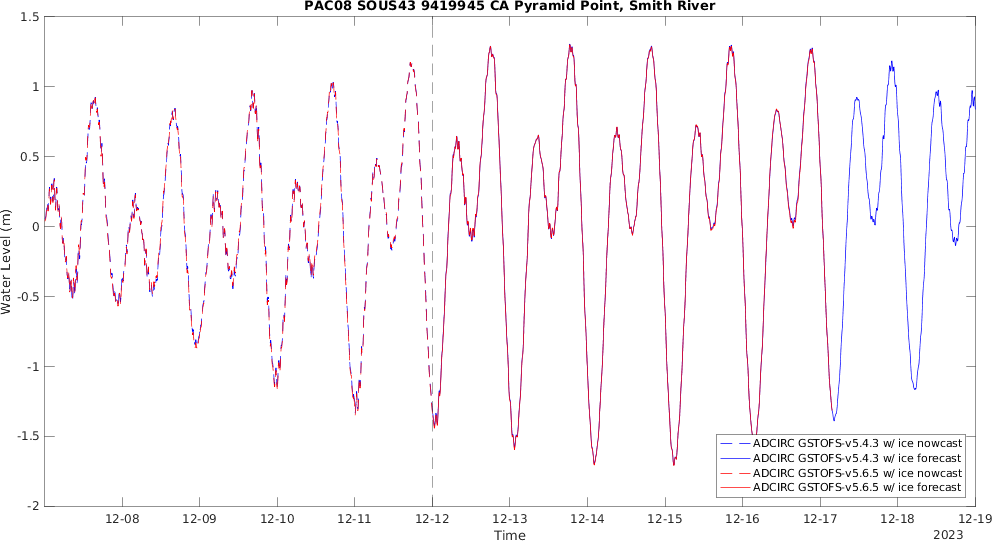 PAC08 SOUS43 9419945 CA Pyramid Point, Smith River
1.5
1
0.5
0
-0.5
-1
-1.5
-2
Water Level (m)
ADCIRC GSTOFS-v5.4.3 w/ ice nowcast
ADCIRC GSTOFS-v5.4.3 w/ ice forecast
ADCIRC GSTOFS-v5.6.5 w/ ice nowcast
ADCIRC GSTOFS-v5.6.5 w/ ice forecast
12-08 12-09 12-10 12-11 12-12 12-13 12-14 12-15 12-16 12-17 12-18 12-19
Time 2023